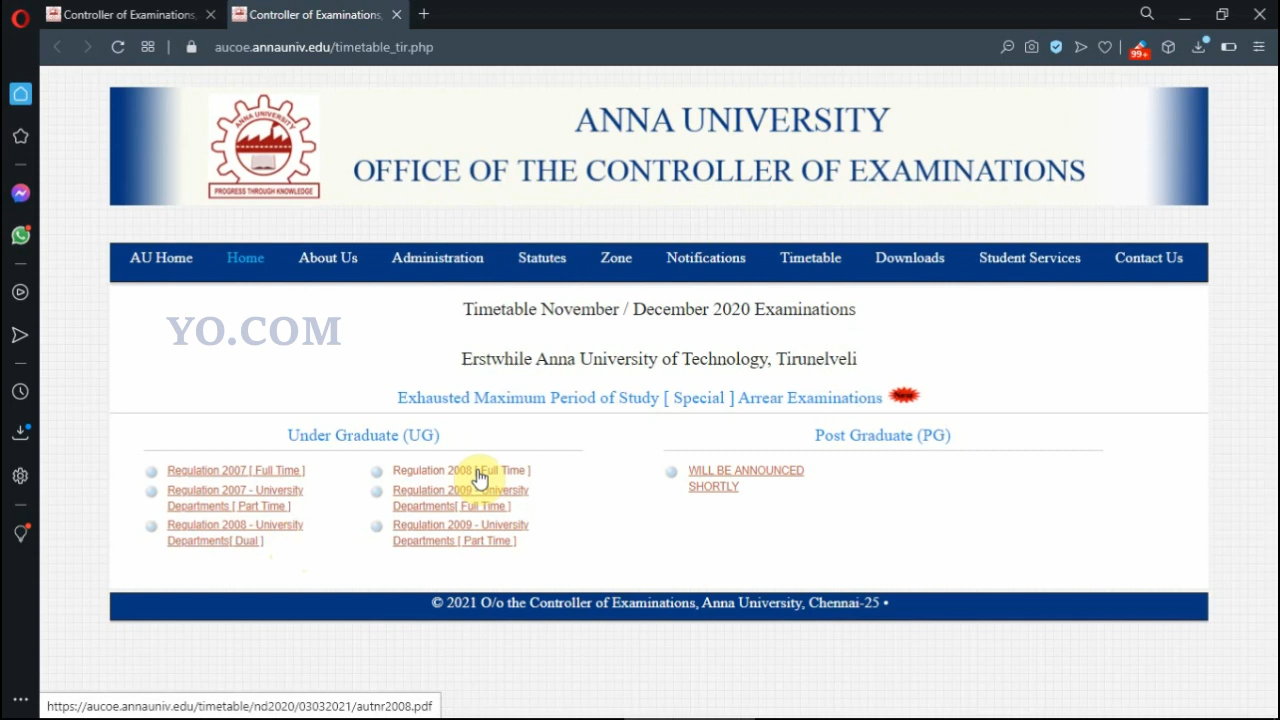 Controller of Examinations,
Controller of Examinations,
aucoe.annauniv.edu/timetable_tir.php
99+
ANNA UNIVERSITY
PROGRESS THROUGH KNOWLEDGE
ANNA UNIVERSITY
OFFICE OF THE CONTROLLER OF EXAMINATIONS
AU Home Home About Us Administration Statutes Zone Notifications Timetable Downloads Student Services Contact Us
Timetable November / December 2020 Examinations
YO.COM
Erstwhile Anna University of Technology, Tirunelveli
Exhausted Maximum Period of Study [ Special ] Arrear Examinations New
Under Graduate (UG)
Regulation 2007 [ Full Time ]
Regulation 2007 - University
Departments [ Part Time ]
Regulation 2008 - University
Departments[ Dual ]
Regulation 2008 [ Full Time ]
Regulation 2009 - University
Departments[ Full Time ]
Regulation 2009 - University
Departments [ Part Time ]
Post Graduate (PG)
WILL BE ANNOUNCED
SHORTLY
© 2021 O/o the Controller of Examinations, Anna University, Chennai-25 •
https://aucoe.annauniv.edu/timetable/nd2020/03032021/autnr2008.pdf